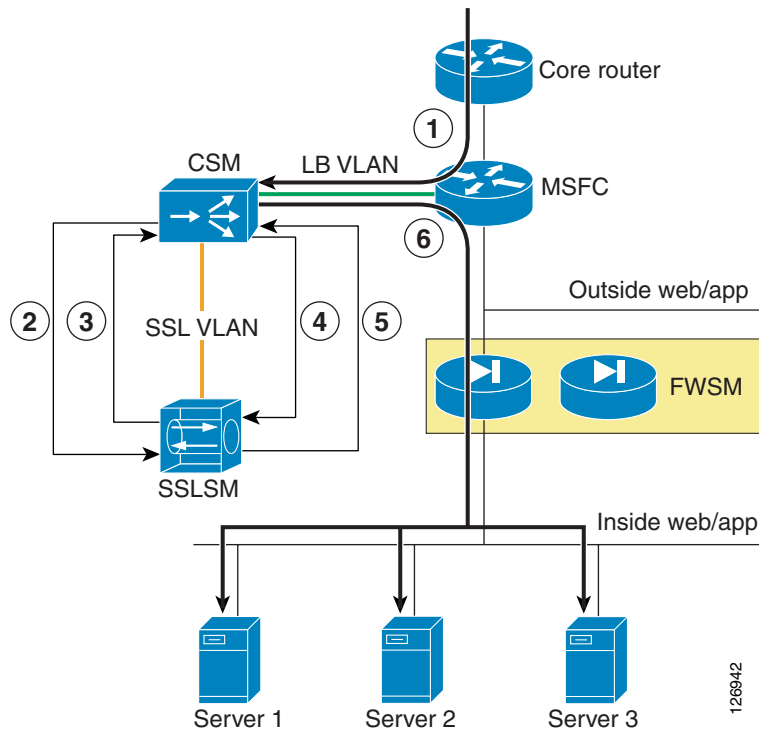 Core router
1
CSM
LB VLAN
MSFC
6
Outside web/app
2
3
SSL VLAN
4
5
FWSM
SSLSM
Inside web/app
Server 1
Server 2
Server 3
126942